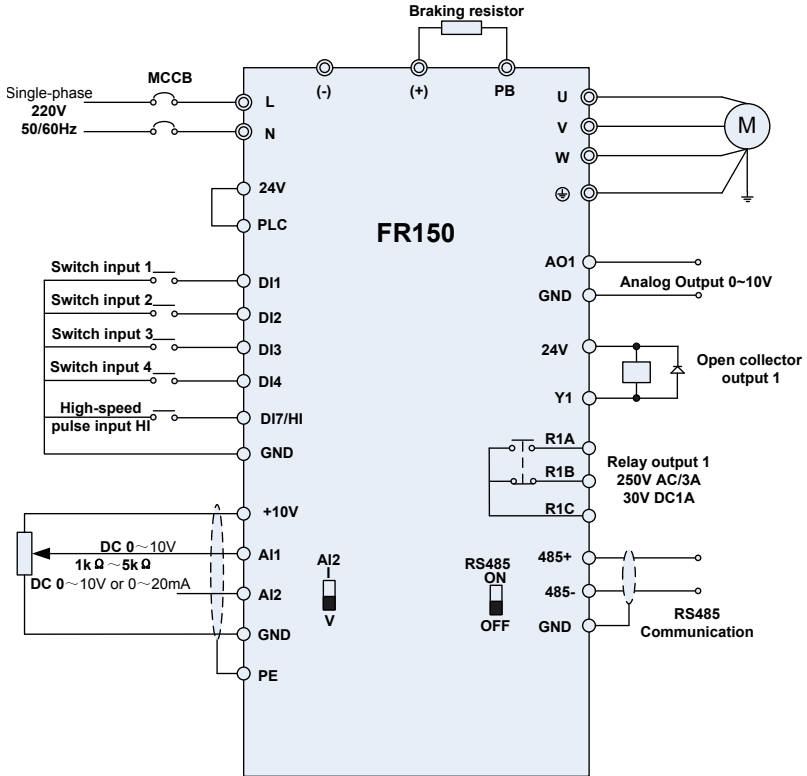 Braking resistor
MCCB
Single-phase
220V
50/60Hz
L
N
(-)
(+)
PB
U
V
W
M
24V
PLC
FR150
Switch input 1
DI1
Switch input 2
DI2
Switch input 3
DI3
Switch input 4
DI4
High-speed
pulse input HI
DI7/HI
GND
AO1
Analog Output 0~10V
GND
24V
Open collector
output 1
Y1
R1A
R1B
R1C
Relay output 1
250V AC/3A
30V DC1A
+10V
DC 0～10V
1kΩ～5kΩ
AI1
DC 0～10V or 0～20mA
AI2
GND
PE
AI2
I
V
RS485
ON
OFF
485+
485-
GND
RS485
Communication